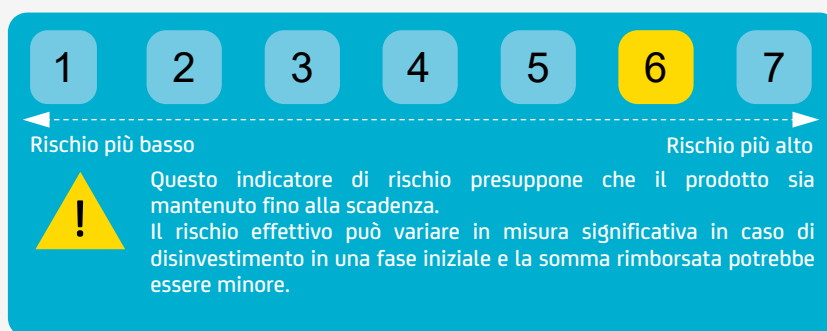 1 2 3 4 5 6 7
Rischio più basso Rischio più alto
!
Questo indicatore di rischio presuppone che il prodotto sia
mantenuto fino alla scadenza.
Il rischio effettivo può variare in misura significativa in caso di
disinvestimento in una fase iniziale e la somma rimborsata potrebbe
essere minore.